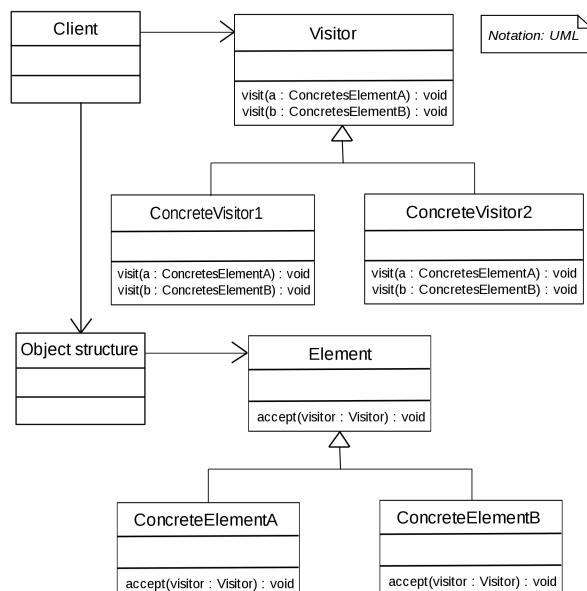 Client
Visitor
Notation: UML
visit(a : ConcretesElementA) : void
visit(b : ConcretesElementB) : void
ConcreteVisitor1
ConcreteVisitor2
visit(a : ConcretesElementA) : void
visit(b : ConcretesElementB) : void
visit(a : ConcretesElementA) : void
visit(b : ConcretesElementB) : void
Object structure
Element
accept(visitor : Visitor) : void
ConcreteElementA
ConcreteElementB
accept(visitor : Visitor) : void
accept(visitor : Visitor) : void